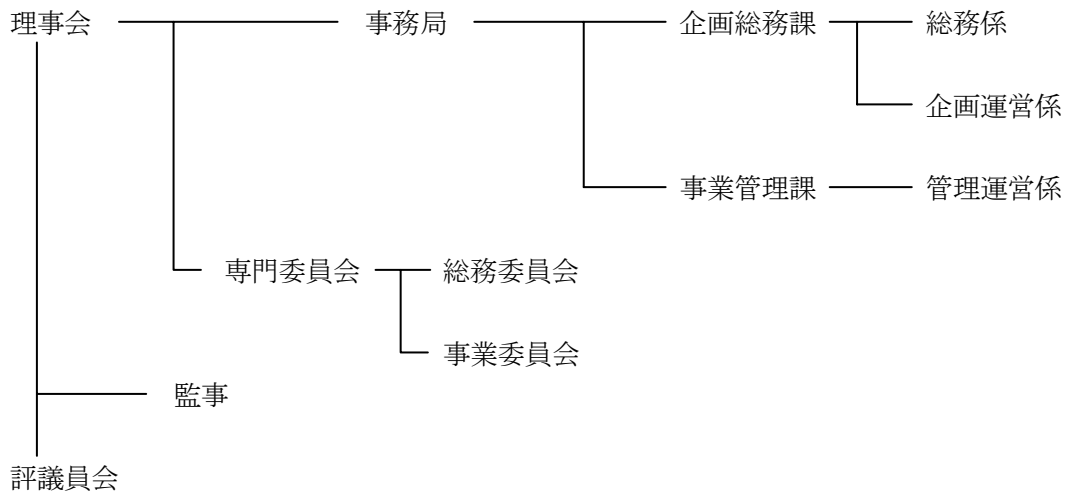 理事会 事務局 企画総務課 総務係
企画運営係
事業管理課 管理運営係
専門委員会 総務委員会
事業委員会
監事
評議員会